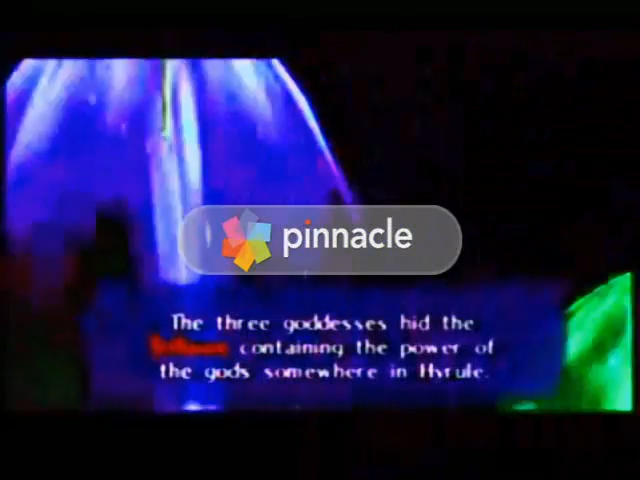 pinnacle
The three goddesses hid the
containing the power of
the gods somewhere in Hyrule.